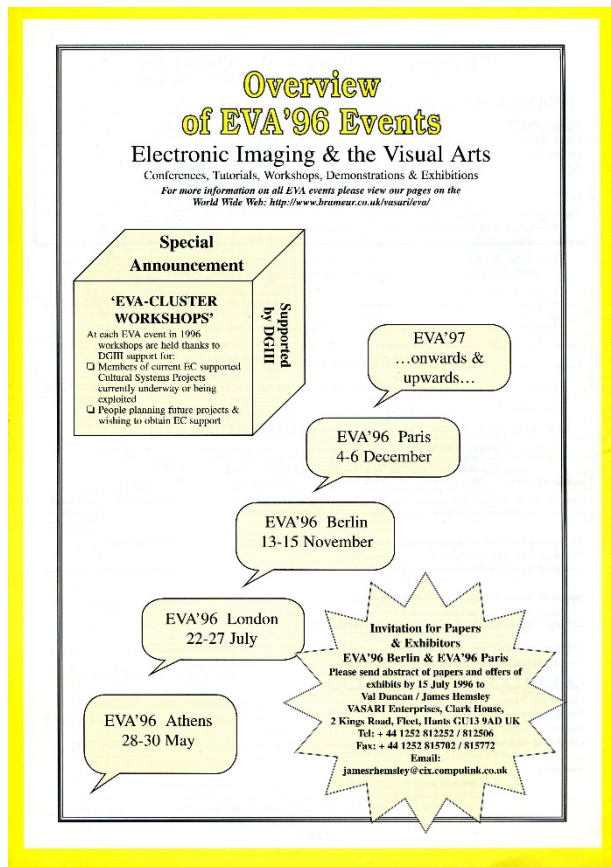 Overview
of EVA'96 Events
Electronic Imaging & the Visual Arts
Conferences, Tutorials, Workshops, Demonstrations & Exhibitions
For more information on all EVA events please view our pages on the
World Wide Web: http://www.brameur.co.uk/vasari/eva/
Special
Announcement
'EVA-CLUSTER
WORKSHOPS'
At each EVA event in 1996
workshops are held thanks to
DGIII support for:
❑ Members of current EC supported
Cultural Systems Projects
currently underway or being
exploited
❑ People planning future projects &
wishing to obtain EC support
Supported
by DGIII
EVA'97
…onwards &
upwards…
EVA'96 Paris
4-6 December
EVA'96 Berlin
13-15 November
EVA'96 London
22-27 July
EVA'96 Athens
28-30 May
Invitation for Papers
& Exhibitors
EVA'96 Berlin & EVA'96 Paris
Please send abstract of papers and offers of
exhibits by 15 July 1996 to
Val Duncan / James Hemsley
VASARI Enterprises, Clark House,
2 Kings Road, Fleet, Hants GU13 9AD UK
Tel: + 44 1252 812252 / 812506
Fax: + 44 1252 815702 / 815772
Email:
jamesrhemsley@cix.compulink.co.uk